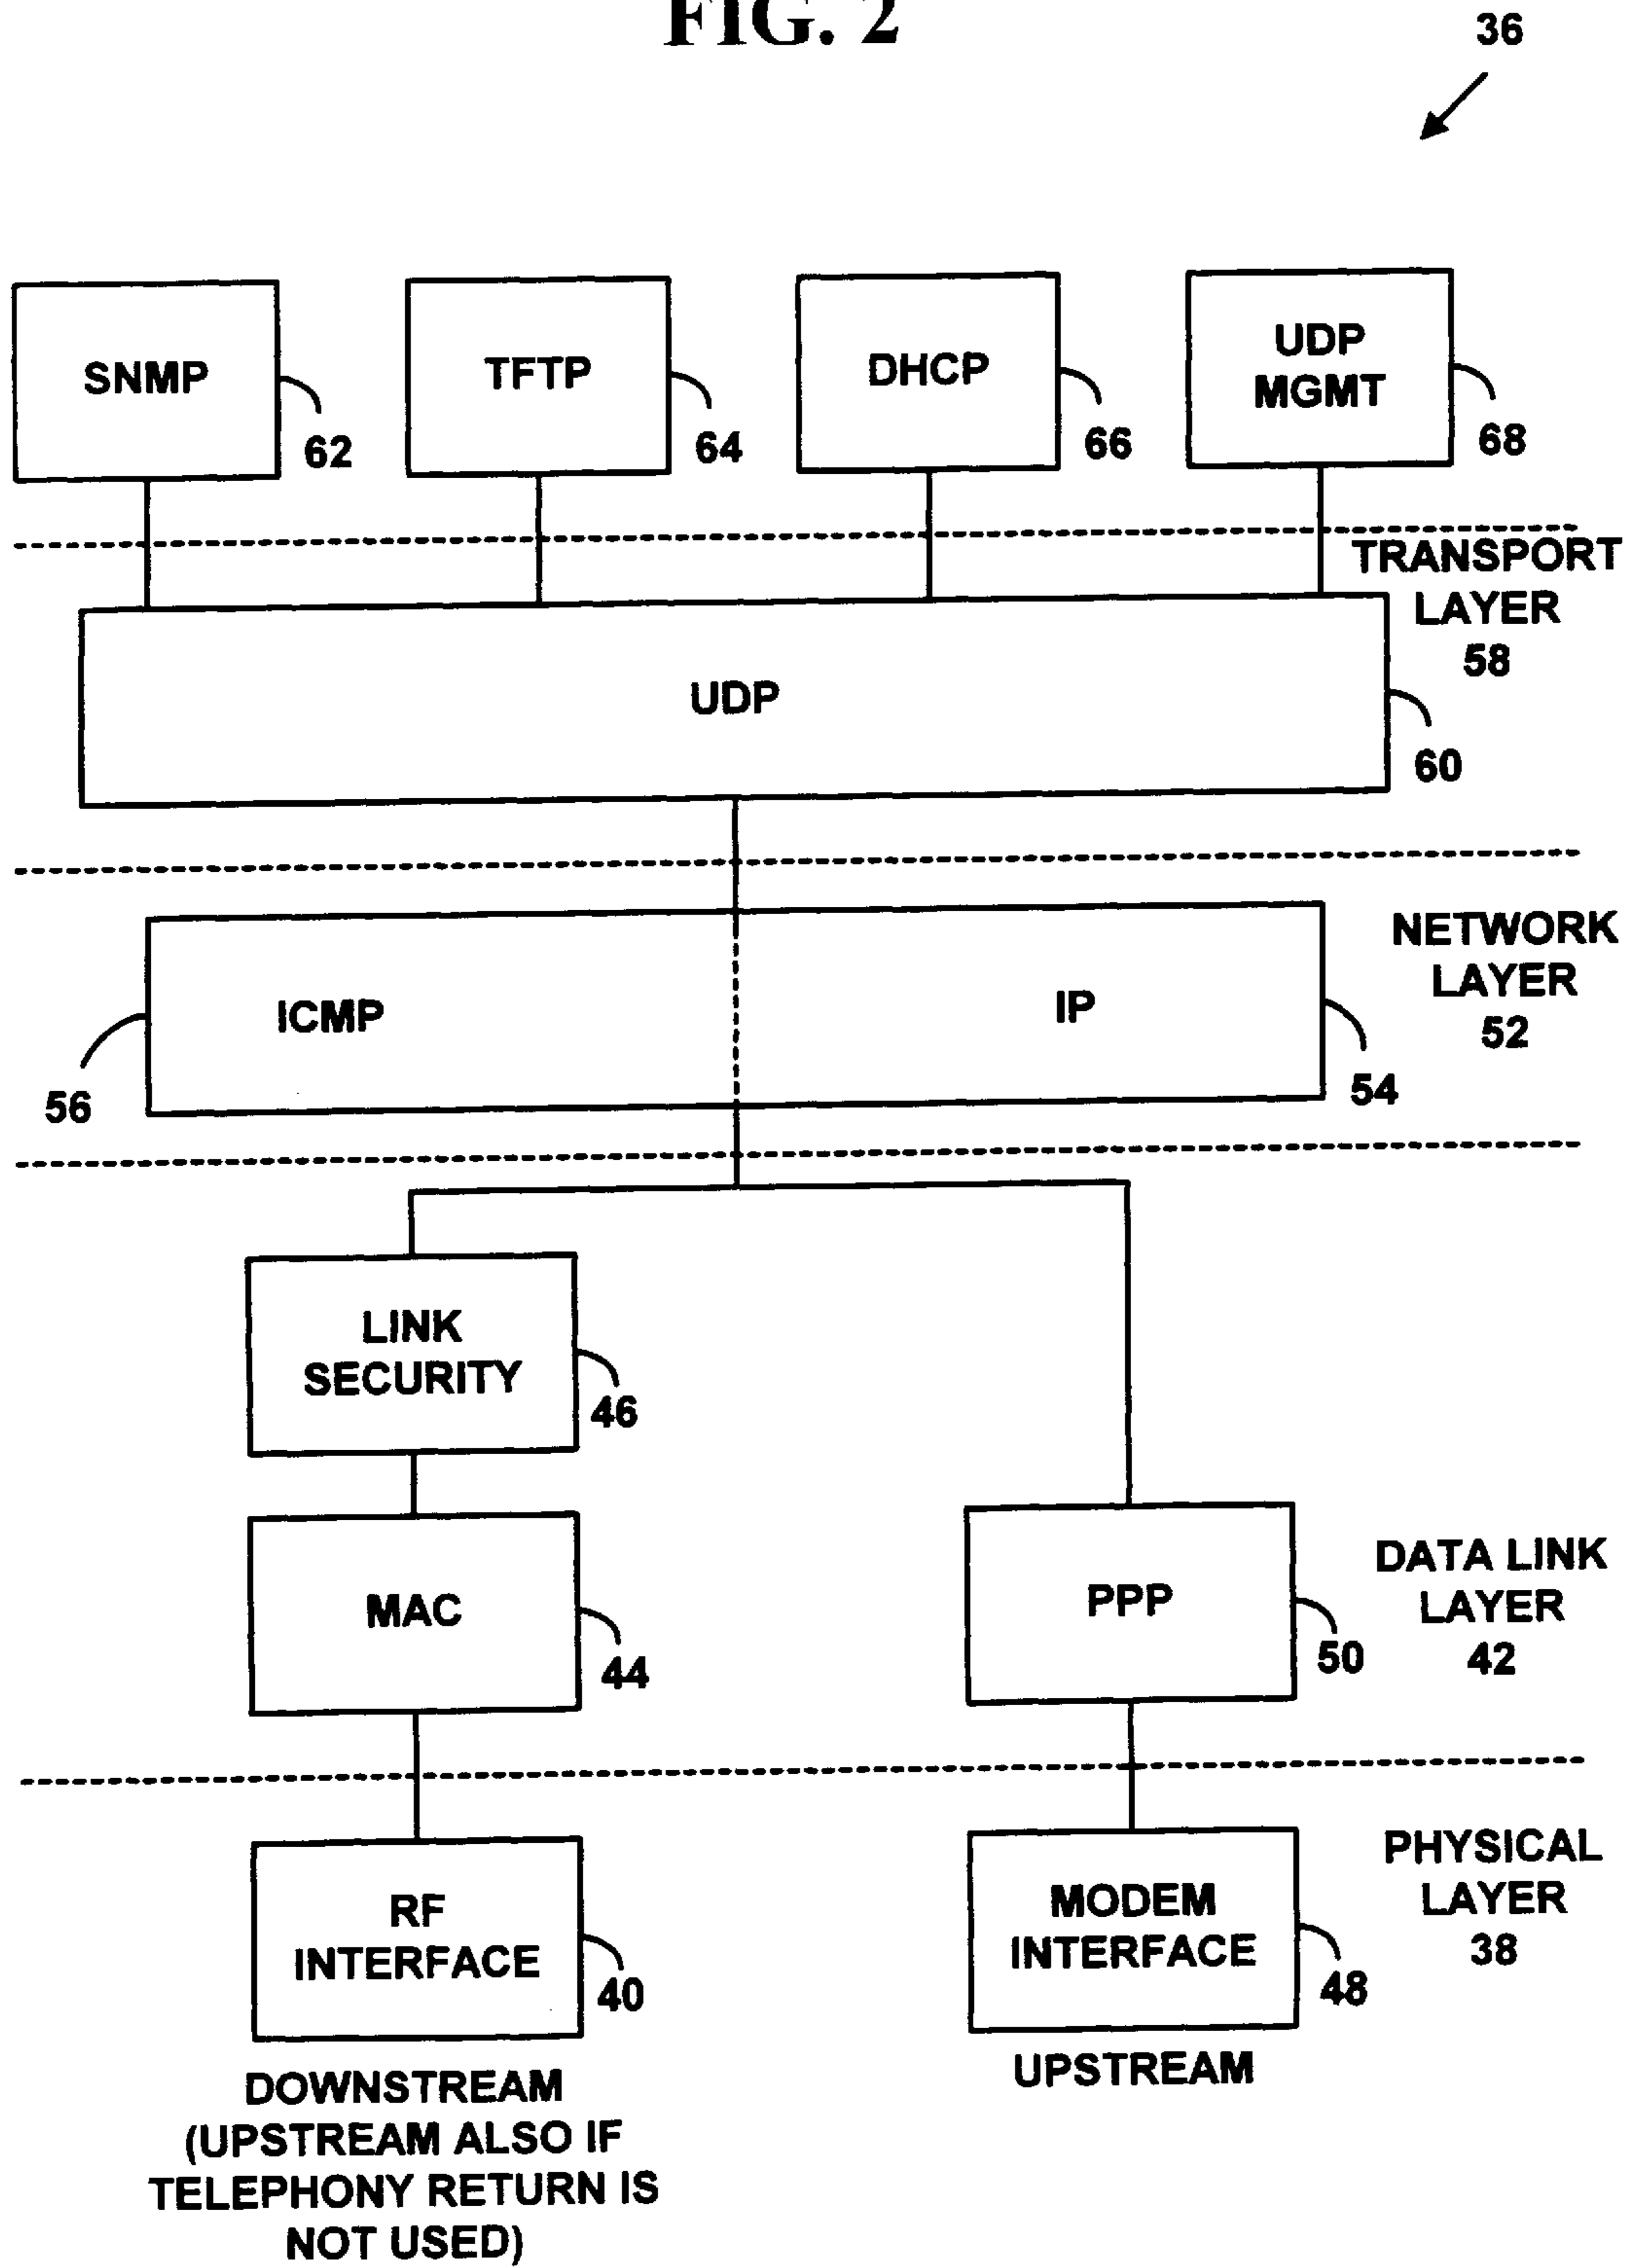 FIG. 2
36
SNMP
62
TFTP
64
DHCP
66
UDP
MGMT
68
TRANSPORT
LAYER
58
UDP
60
NETWORK
LAYER
52
ICMP
56
IP
54
LINK
SECURITY
46
MAC
44
PPP
50
DATA LINK
LAYER
42
RF
INTERFACE
40
MODEM
INTERFACE
48
PHYSICAL
LAYER
38
DOWNSTREAM
(UPSTREAM ALSO IF
TELEPHONY RETURN IS
NOT USED)
UPSTREAM